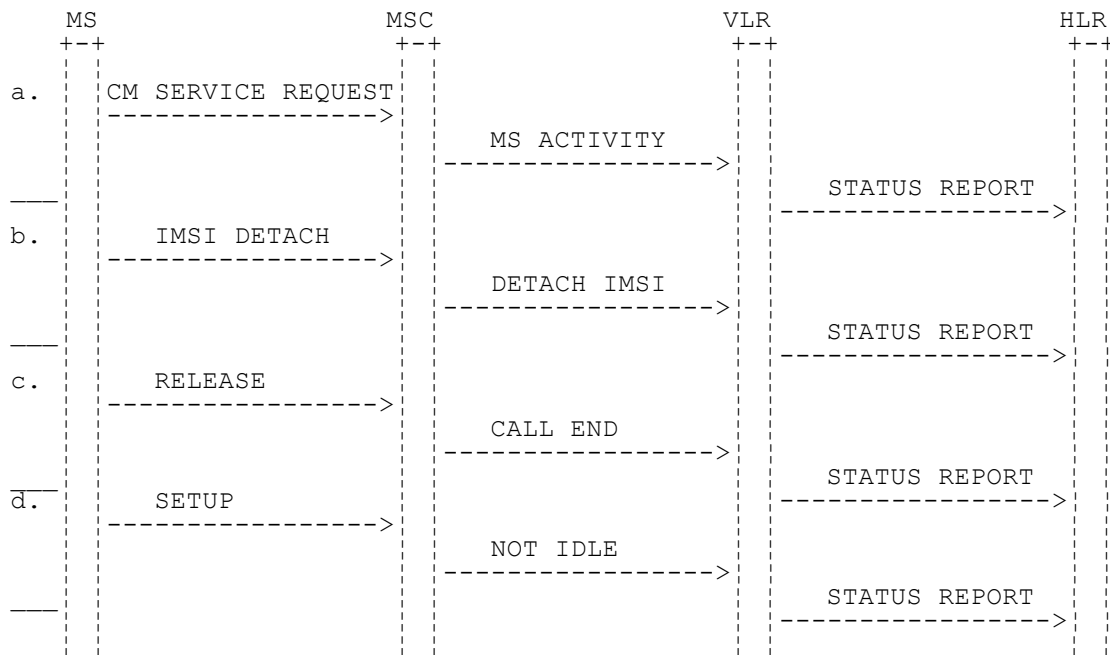 MS MSC VLR HLR
a. CM SERVICE REQUEST
MS ACTIVITY
STATUS REPORT
b. IMSI DETACH
DETACH IMSI
STATUS REPORT
c. RELEASE
CALL END
STATUS REPORT
d. SETUP
NOT IDLE
STATUS REPORT